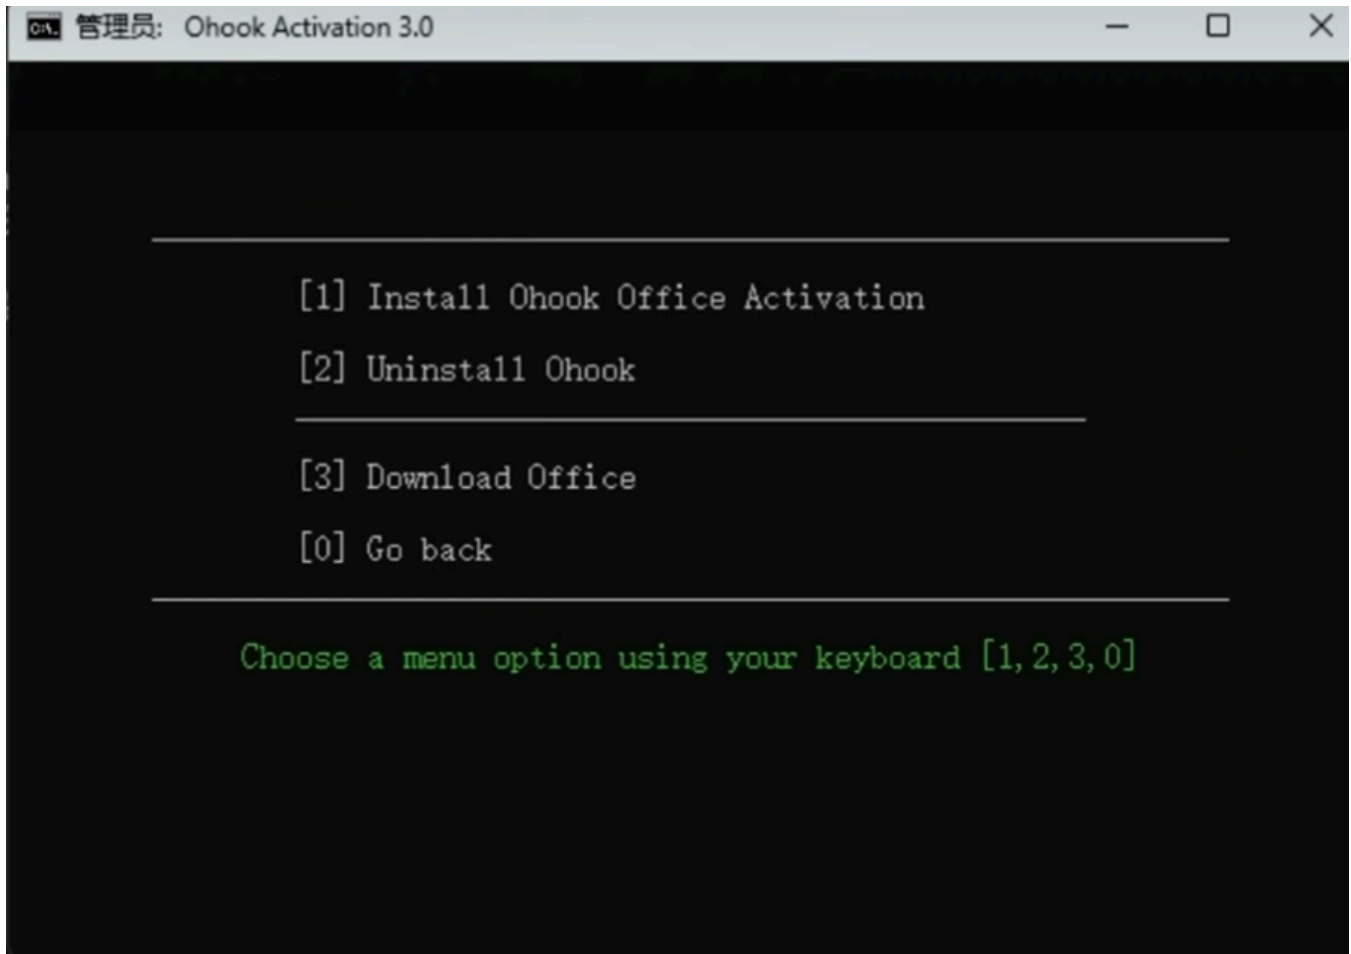 管理员: Ohook Activation 3.0
[1] Install Ohook Office Activation
[2] Uninstall Ohook
[3] Download Office
[0] Go back
Choose a menu option using your keyboard [1,2,3,0]